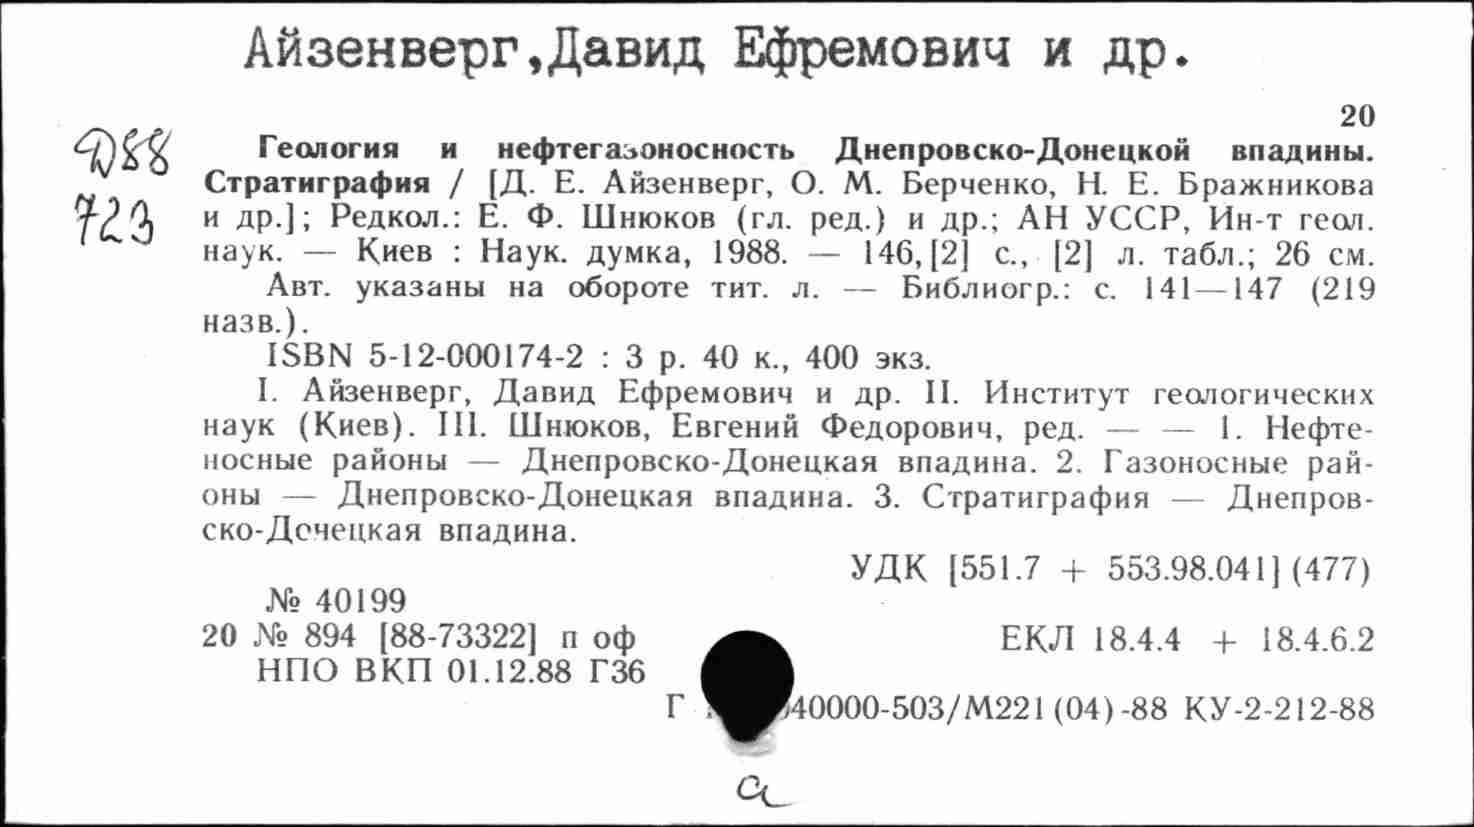 Айзенверг,Давид Ефремович и др.
20
Д88
723
Геология и нефтегазоносность Днепровско-Донецкой впадины.
Стратиграфия / [Д. Е. Айзенверг, О. М. Берченко, Н. Е. Бражникова
и др.]; Редкол.: Е. Ф. Шнюков (гл. ред.) и др.; АН УССР, Ин-т геол.
наук. — Киев : Наук. думка, 1988. — 146, [2] с., [2] л. табл.; 26 см.
Авт. указаны на обороте тит. л. — Библиогр.: с. 141—147 (219
назв.).
ISBN 5-12-000174-2 : 3 р. 40 к., 400 экз.
I. Айзенверг, Давид Ефремович и др. II. Институт геологических
наук (Киев). III. Шнюков, Евгений Федорович, ред. — — 1. Нефте-
носные районы — Днепровско-Донецкая впадина. 2. Газоносные рай-
оны — Днепровско-Донецкая впадина. 3. Стратиграфия — Днепров-
ско-Донецкая впадина.
УДК [551.7 + 553.98.041] (477)
№ 40199
20 № 894 [88-73322] п оф
ЕКЛ 18.4.4 + 18.4.6.2
НПО ВКП 01.12.88 Г36
Г 40000-503/М221(04)-88 КУ-2-212-88
а